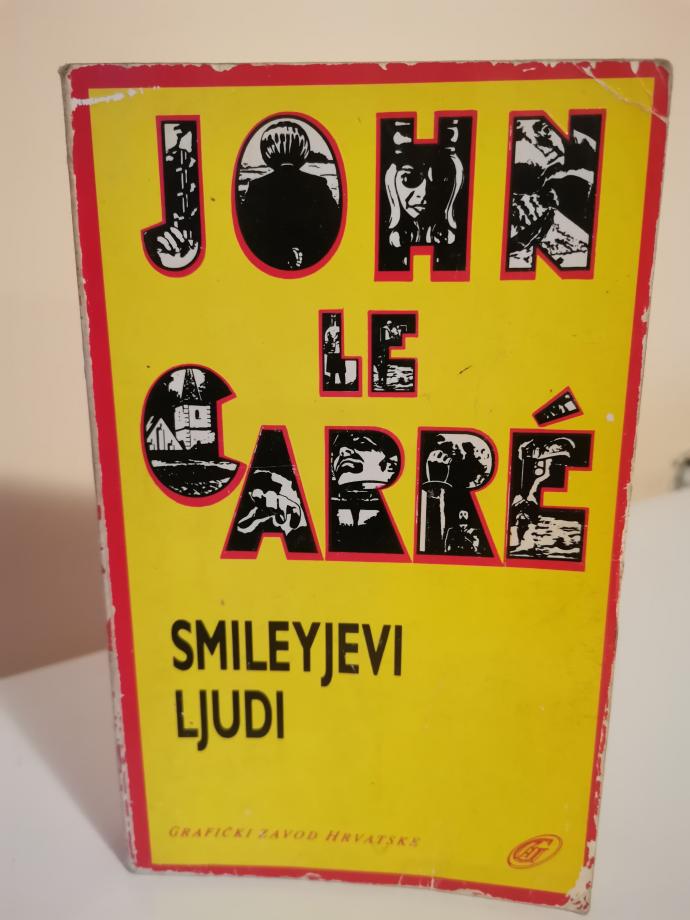 JOHN
LE
CARRÉ
SMILEYJEVI
LJUDI
GRAFIČKI ZAVOD HRVATSKE